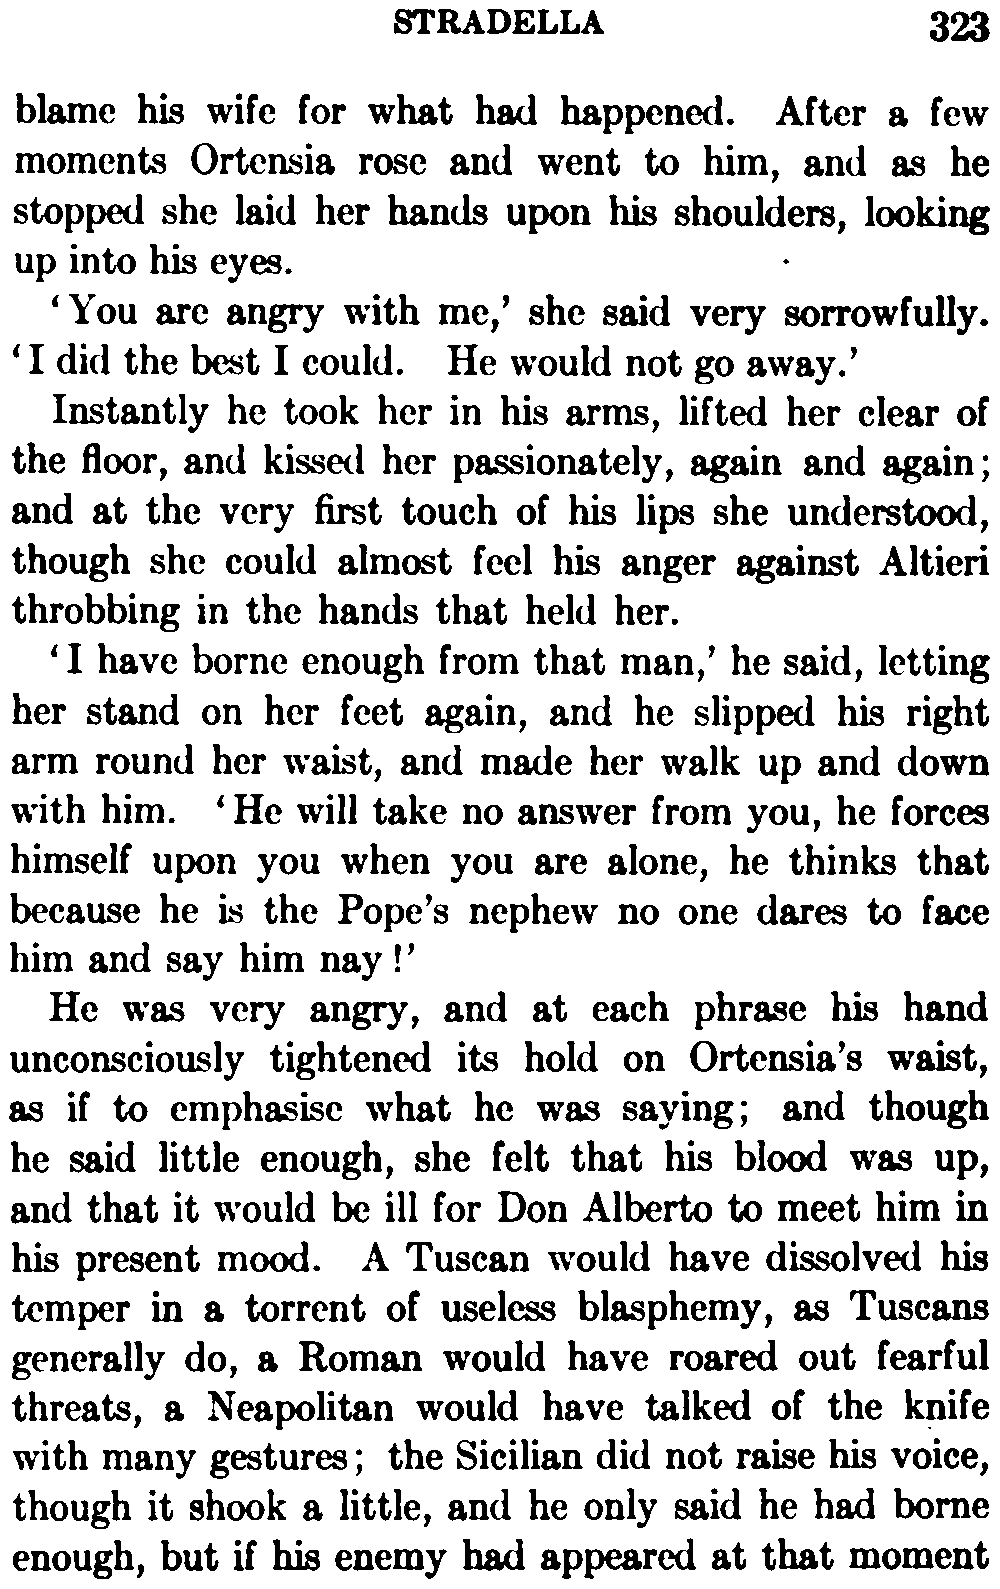 STRADELLA 323
blame his wife for what had happened. After a few
moments Ortensia rose and went to him, and as he
stopped she laid her hands upon his shoulders, looking
up into his eyes.
‘You are angry with me,’ she said very sorrowfully.
‘I did the best I could. He would not go away.’
Instantly he took her in his arms, lifted her clear of
the floor, and kissed her passionately, again and again;
and at the very first touch of his lips she understood,
though she could almost feel his anger against Altieri
throbbing in the hands that held her.
‘I have borne enough from that man,’ he said, letting
her stand on her feet again, and he slipped his right
arm round her waist, and made her walk up and down
with him. ‘He will take no answer from you, he forces
himself upon you when you are alone, he thinks that
because he is the Pope’s nephew no one dares to face
him and say him nay!’
He was very angry, and at each phrase his hand
unconsciously tightened its hold on Ortensia’s waist,
as if to emphasise what he was saying; and though
he said little enough, she felt that his blood was up,
and that it would be ill for Don Alberto to meet him in
his present mood. A Tuscan would have dissolved his
temper in a torrent of useless blasphemy, as Tuscans
generally do, a Roman would have roared out fearful
threats, a Neapolitan would have talked of the knife
with many gestures; the Sicilian did not raise his voice,
though it shook a little, and he only said he had borne
enough, but if his enemy had appeared at that moment